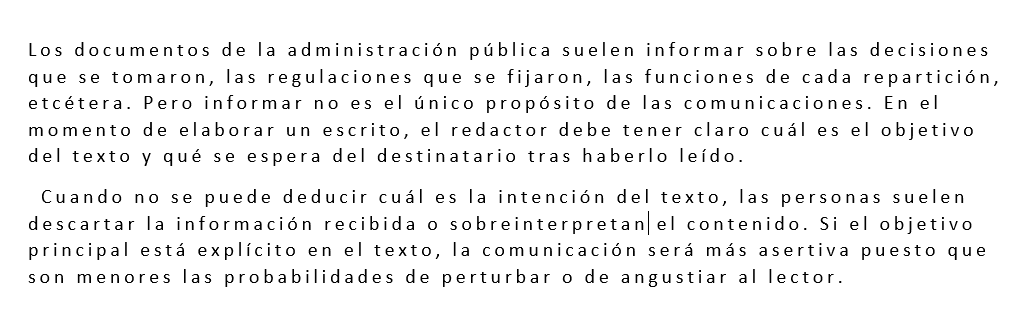 Los documentos de la administración pública suelen informar sobre las decisiones
que se tomaron, las regulaciones que se fijaron, las funciones de cada repartición,
etcétera. Pero informar no es el único propósito de las comunicaciones. En el
momento de elaborar un escrito, el redactor debe tener claro cuál es el objetivo
del texto y qué se espera del destinatario tras haberlo leído.
Cuando no se puede deducir cuál es la intención del texto, las personas suelen
descartar la información recibida o sobreinterpretan el contenido. Si el objetivo
principal está explícito en el texto, la comunicación será más asertiva puesto que
son menores las probabilidades de perturbar o de angustiar al lector.